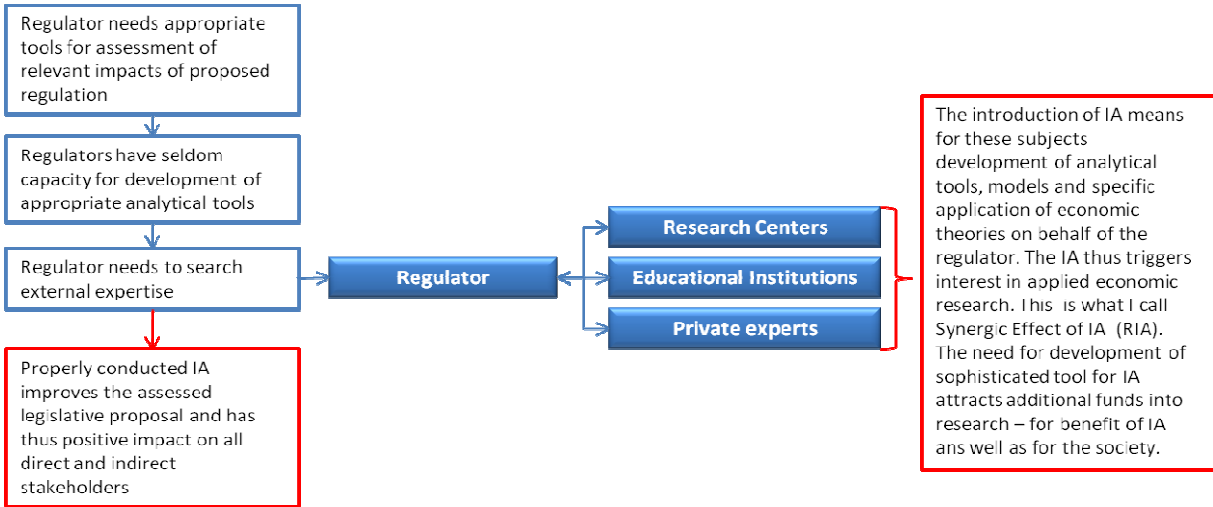 Regulator needs appropriate
tools for assessment of
relevant impacts of proposed
regulation
Regulators have seldom
capacity for development of
appropriate analytical tools
Regulator needs to search
external expertise
Properly conducted IA
improves the assessed
legislative proposal and has
thus positive impact on all
direct and indirect
stakeholders
Regulator
Research Centers
Educational Institutions
Private experts
The introduction of IA means
for these subjects
development of analytical
tools, models and specific
application of economic
theories on behalf of the
regulator. The IA thus triggers
interest in applied economic
research. This is what I call
Synergic Effect of IA (RIA).
The need for development of
sophisticated tool for IA
attracts additional funds into
research – for benefit of IA
ans well as for the society.